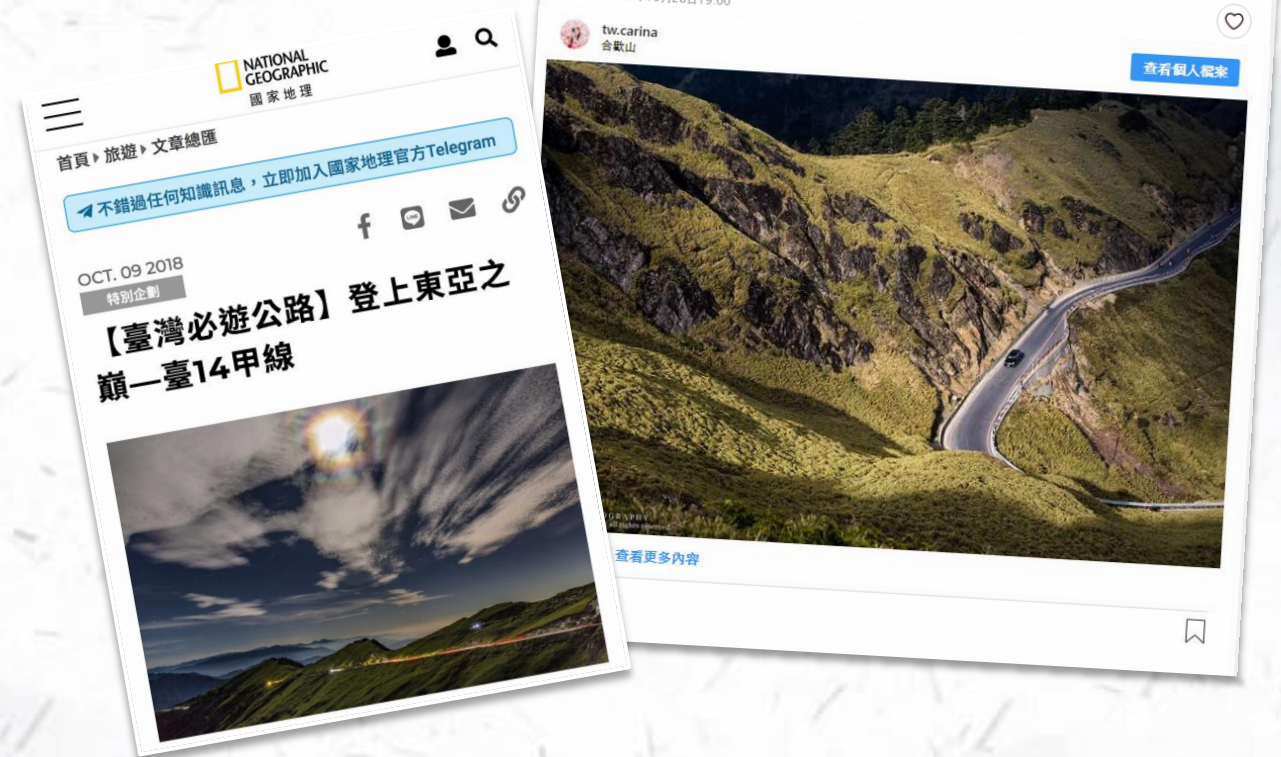 NATIONAL
GEOGRAPHIC
國家地理
首頁 ▸ 旅遊 ▸ 文章總匯
不錯過任何知識訊息，立即加入國家地理官方Telegram
OCT. 09 2018
特別企劃
【臺灣必遊公路】登上東亞之
巔—臺14甲線
tw.carina
合歡山
查看個人檔案
all rights reserved
查看更多內容